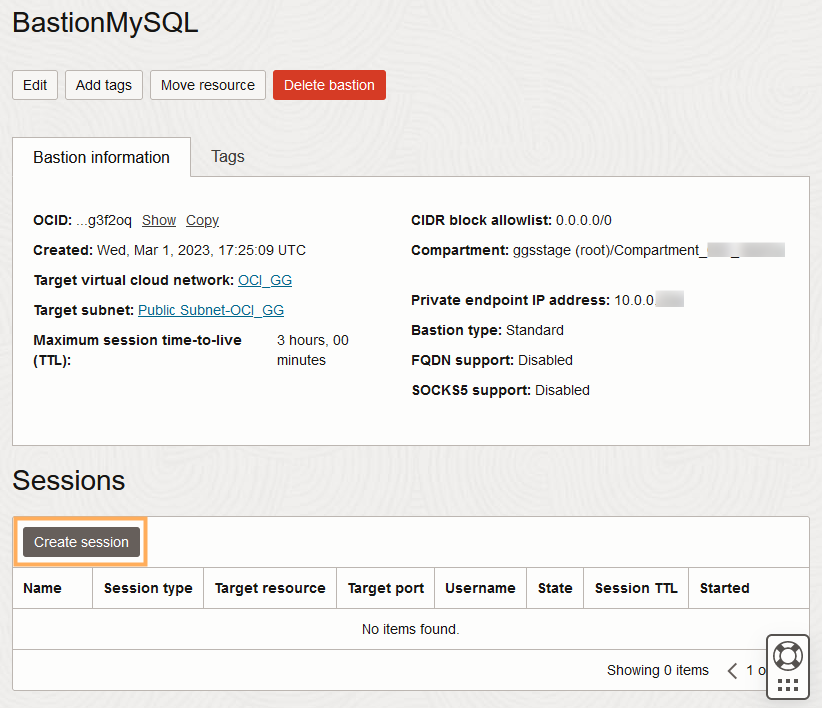 BastionMySQL
Edit Add tags Move resource Delete bastion
Bastion information Tags
OCID: ...g3f2oq Show Copy
Created: Wed, Mar 1, 2023, 17:25:09 UTC
Target virtual cloud network: OCI_GG
Target subnet: Public Subnet-OCI_GG
Maximum session time-to-live (TTL): 3 hours, 00 minutes
CIDR block allowlist: 0.0.0.0/0
Compartment: ggsstage (root)/Compartment_
Private endpoint IP address: 10.0.0.
Bastion type: Standard
FQDN support: Disabled
SOCKS5 support: Disabled
Sessions
Create session
Name Session type Target resource Target port Username State Session TTL Started
No items found.
Showing 0 items < 1 o